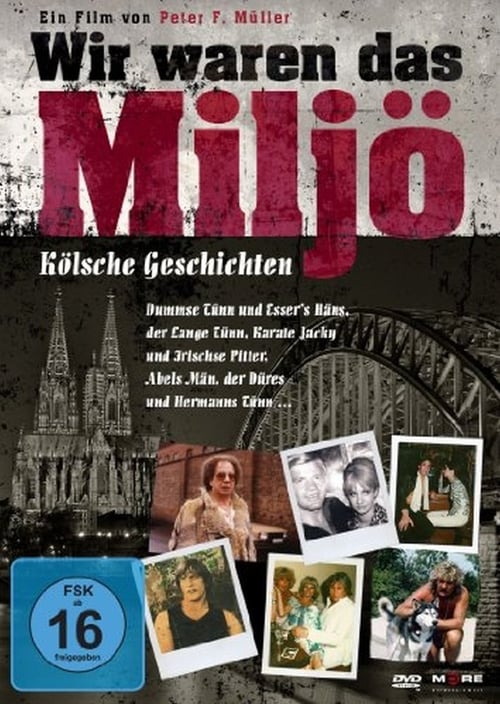 Ein Film von Peter F. Müller
Wir waren das
Miljö
Kölsche Geschichten
Dummse Tünn und Esser's Häns,
der Lange Tünn, Karate Jacky
und Frischse Pitter,
Abels Män, der Düres
und Hermanns Tünn ...
FSK
ab
16
freigegeben
DVD
MORE